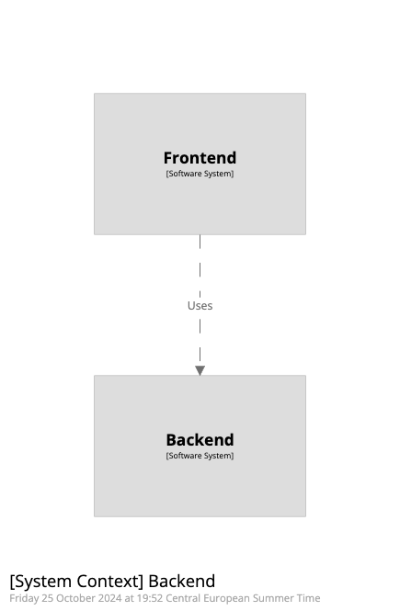 Frontend
[Software System]
Uses
Backend
[Software System]
[System Context] Backend
Friday 25 October 2024 at 19:52 Central European Summer Time